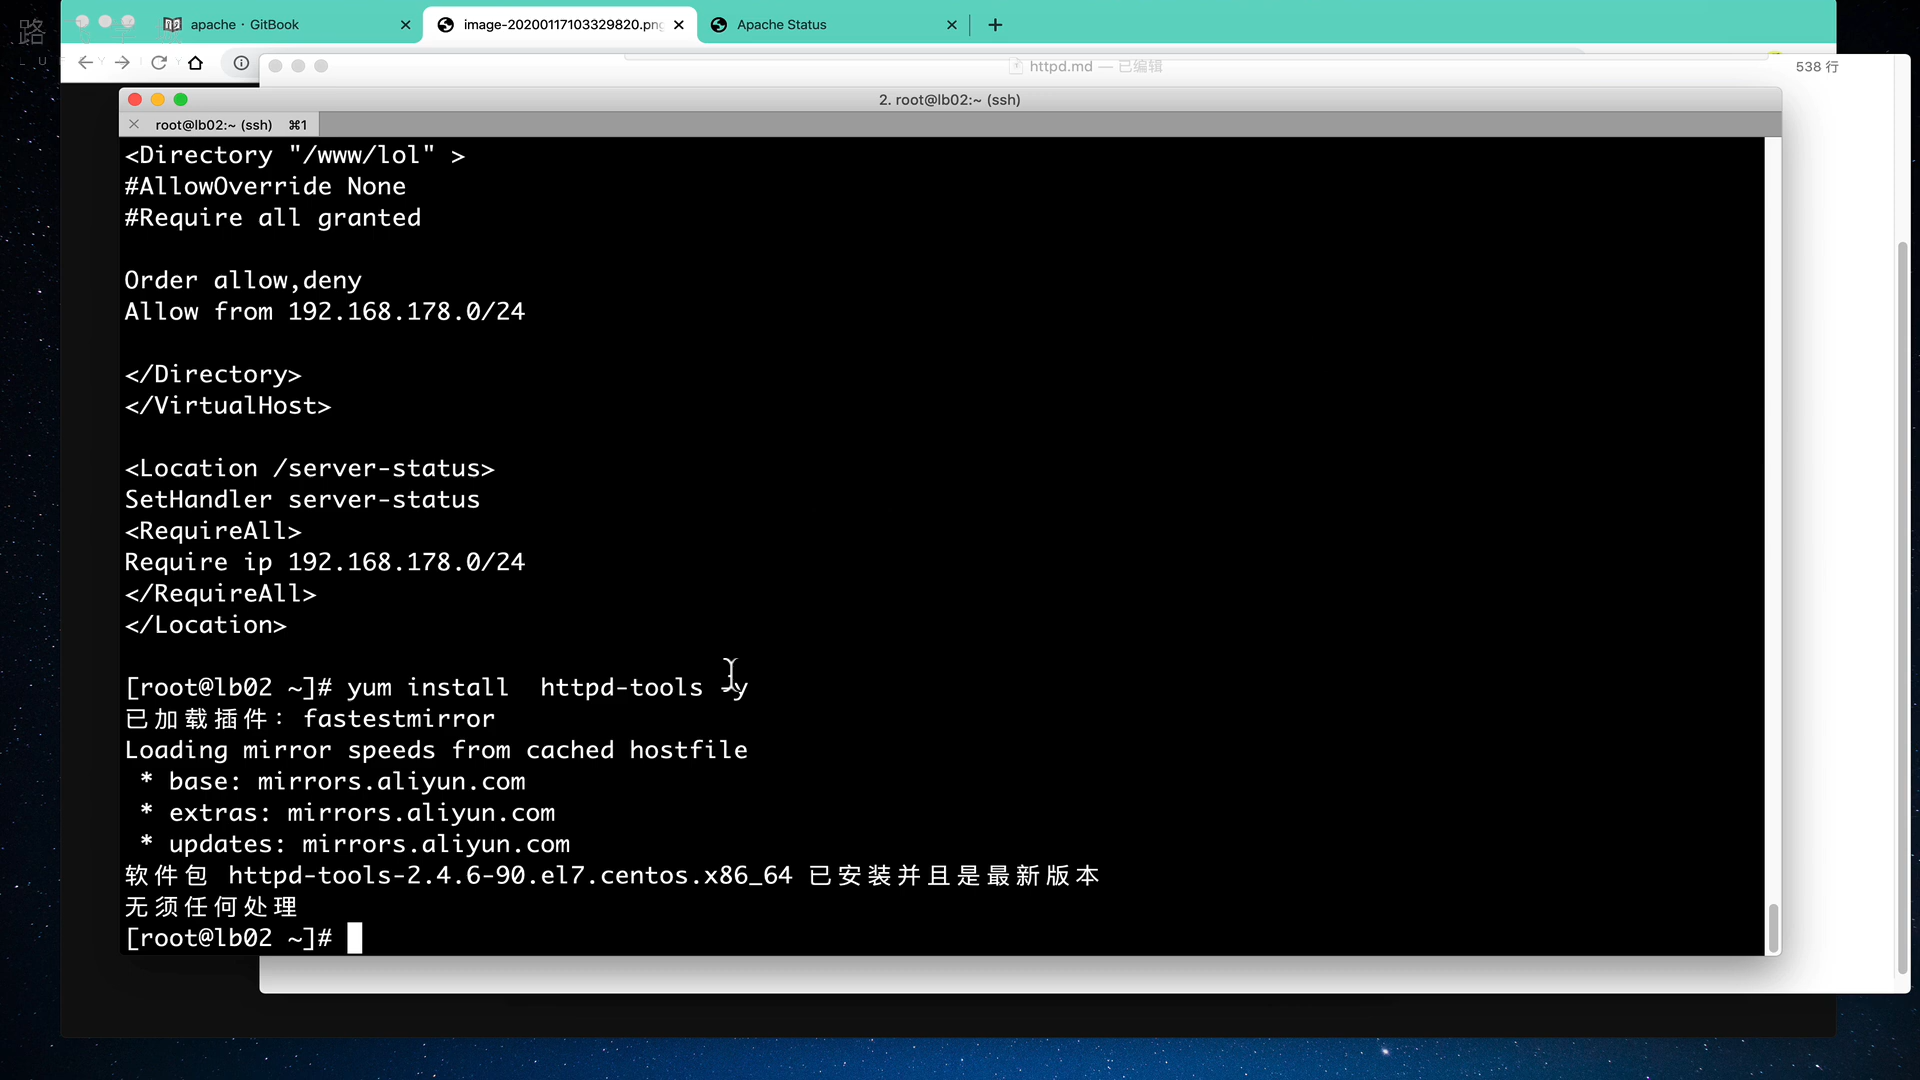 apache · GitBook
image-20200117103329820.png
Apache Status
httpd.md — 已编辑
538 行
2. root@lb02:~ (ssh)
root@lb02:~ (ssh) ⌘1
<Directory "/www/lol" >
#AllowOverride None
#Require all granted
Order allow,deny
Allow from 192.168.178.0/24
</Directory>
</VirtualHost>
<Location /server-status>
SetHandler server-status
<RequireAll>
Require ip 192.168.178.0/24
</RequireAll>
</Location>
[root@lb02 ~]# yum install  httpd-tools -y
已加载插件：fastestmirror
Loading mirror speeds from cached hostfile
* base: mirrors.aliyun.com
* extras: mirrors.aliyun.com
* updates: mirrors.aliyun.com
软件包 httpd-tools-2.4.6-90.el7.centos.x86_64 已安装并且是最新版本
无须任何处理
[root@lb02 ~]#